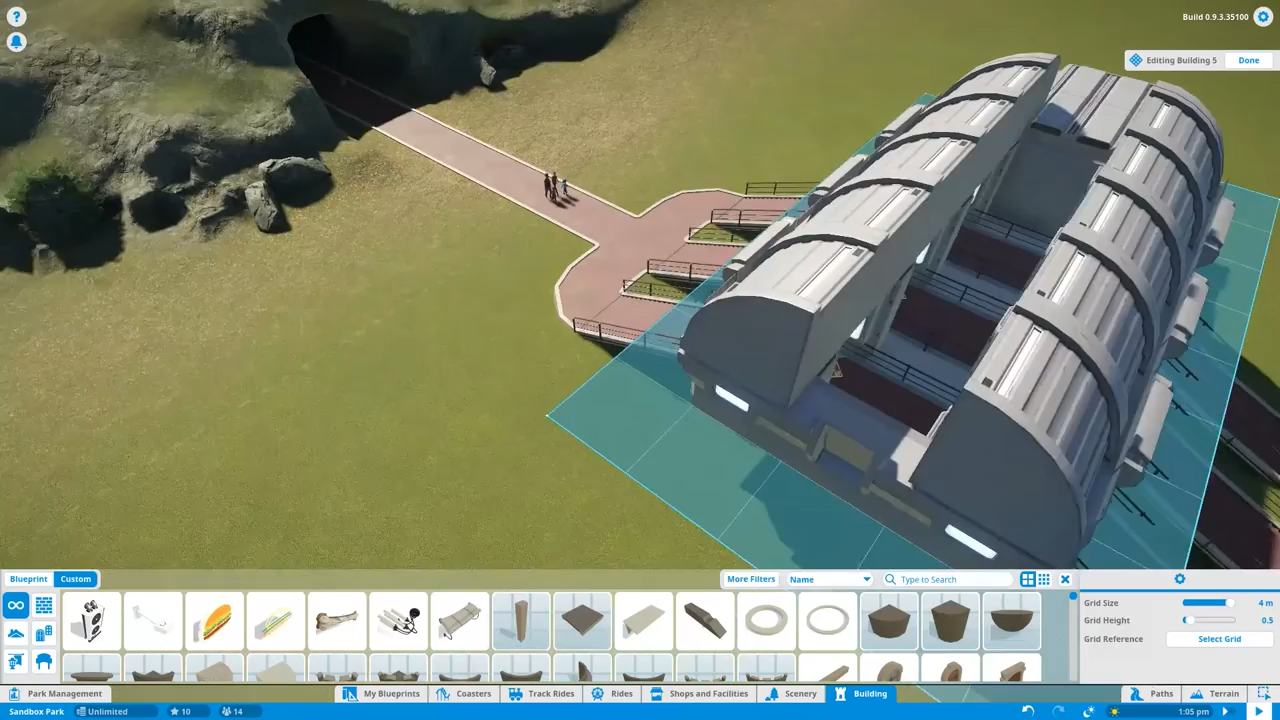 ?
Build 0.9.3.35100
Editing Building 5 Done
Blueprint Custom More Filters Name Type to Search
Grid Size 4 m
Grid Height 0.5
Grid Reference Select Grid
Park Management My Blueprints Coasters Track Rides Rides Shops and Facilities Scenery Building Paths Terrain
Sandbox Park Unlimited 10 14 1:05 pm